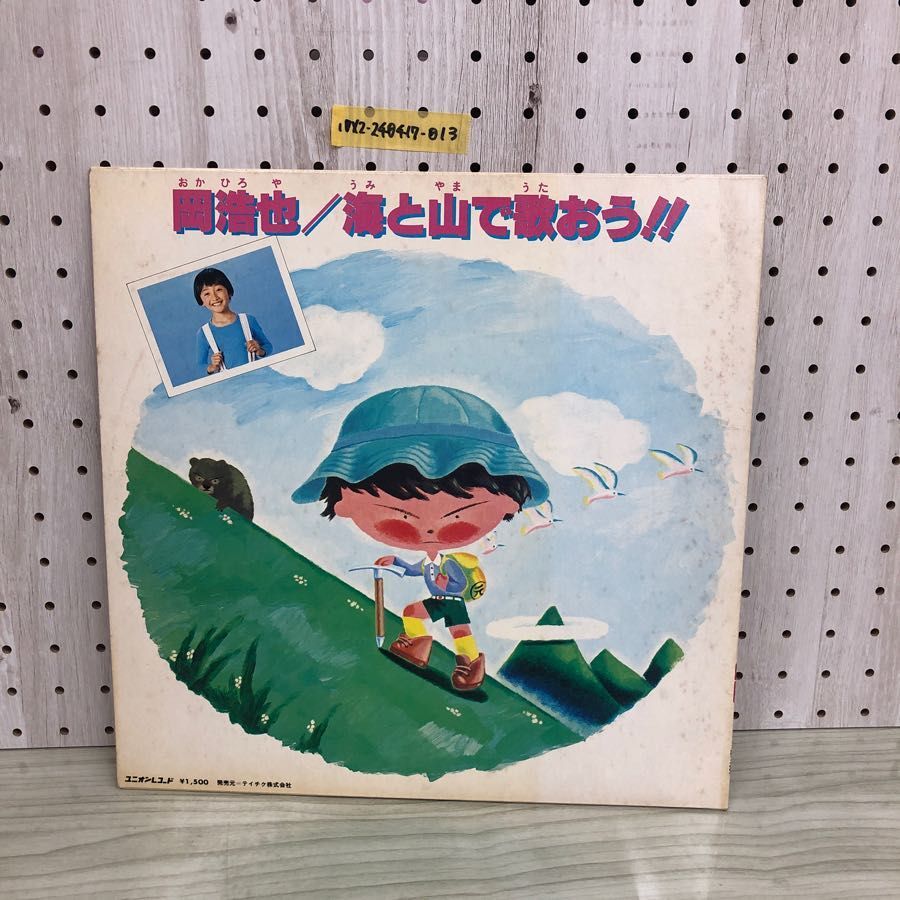 1V12-240417-013
おかひろや うみ やま うた
岡浩也/海と山で歌おう!!
ユニオンレコード ¥1,500 発売元―テイチク株式会社